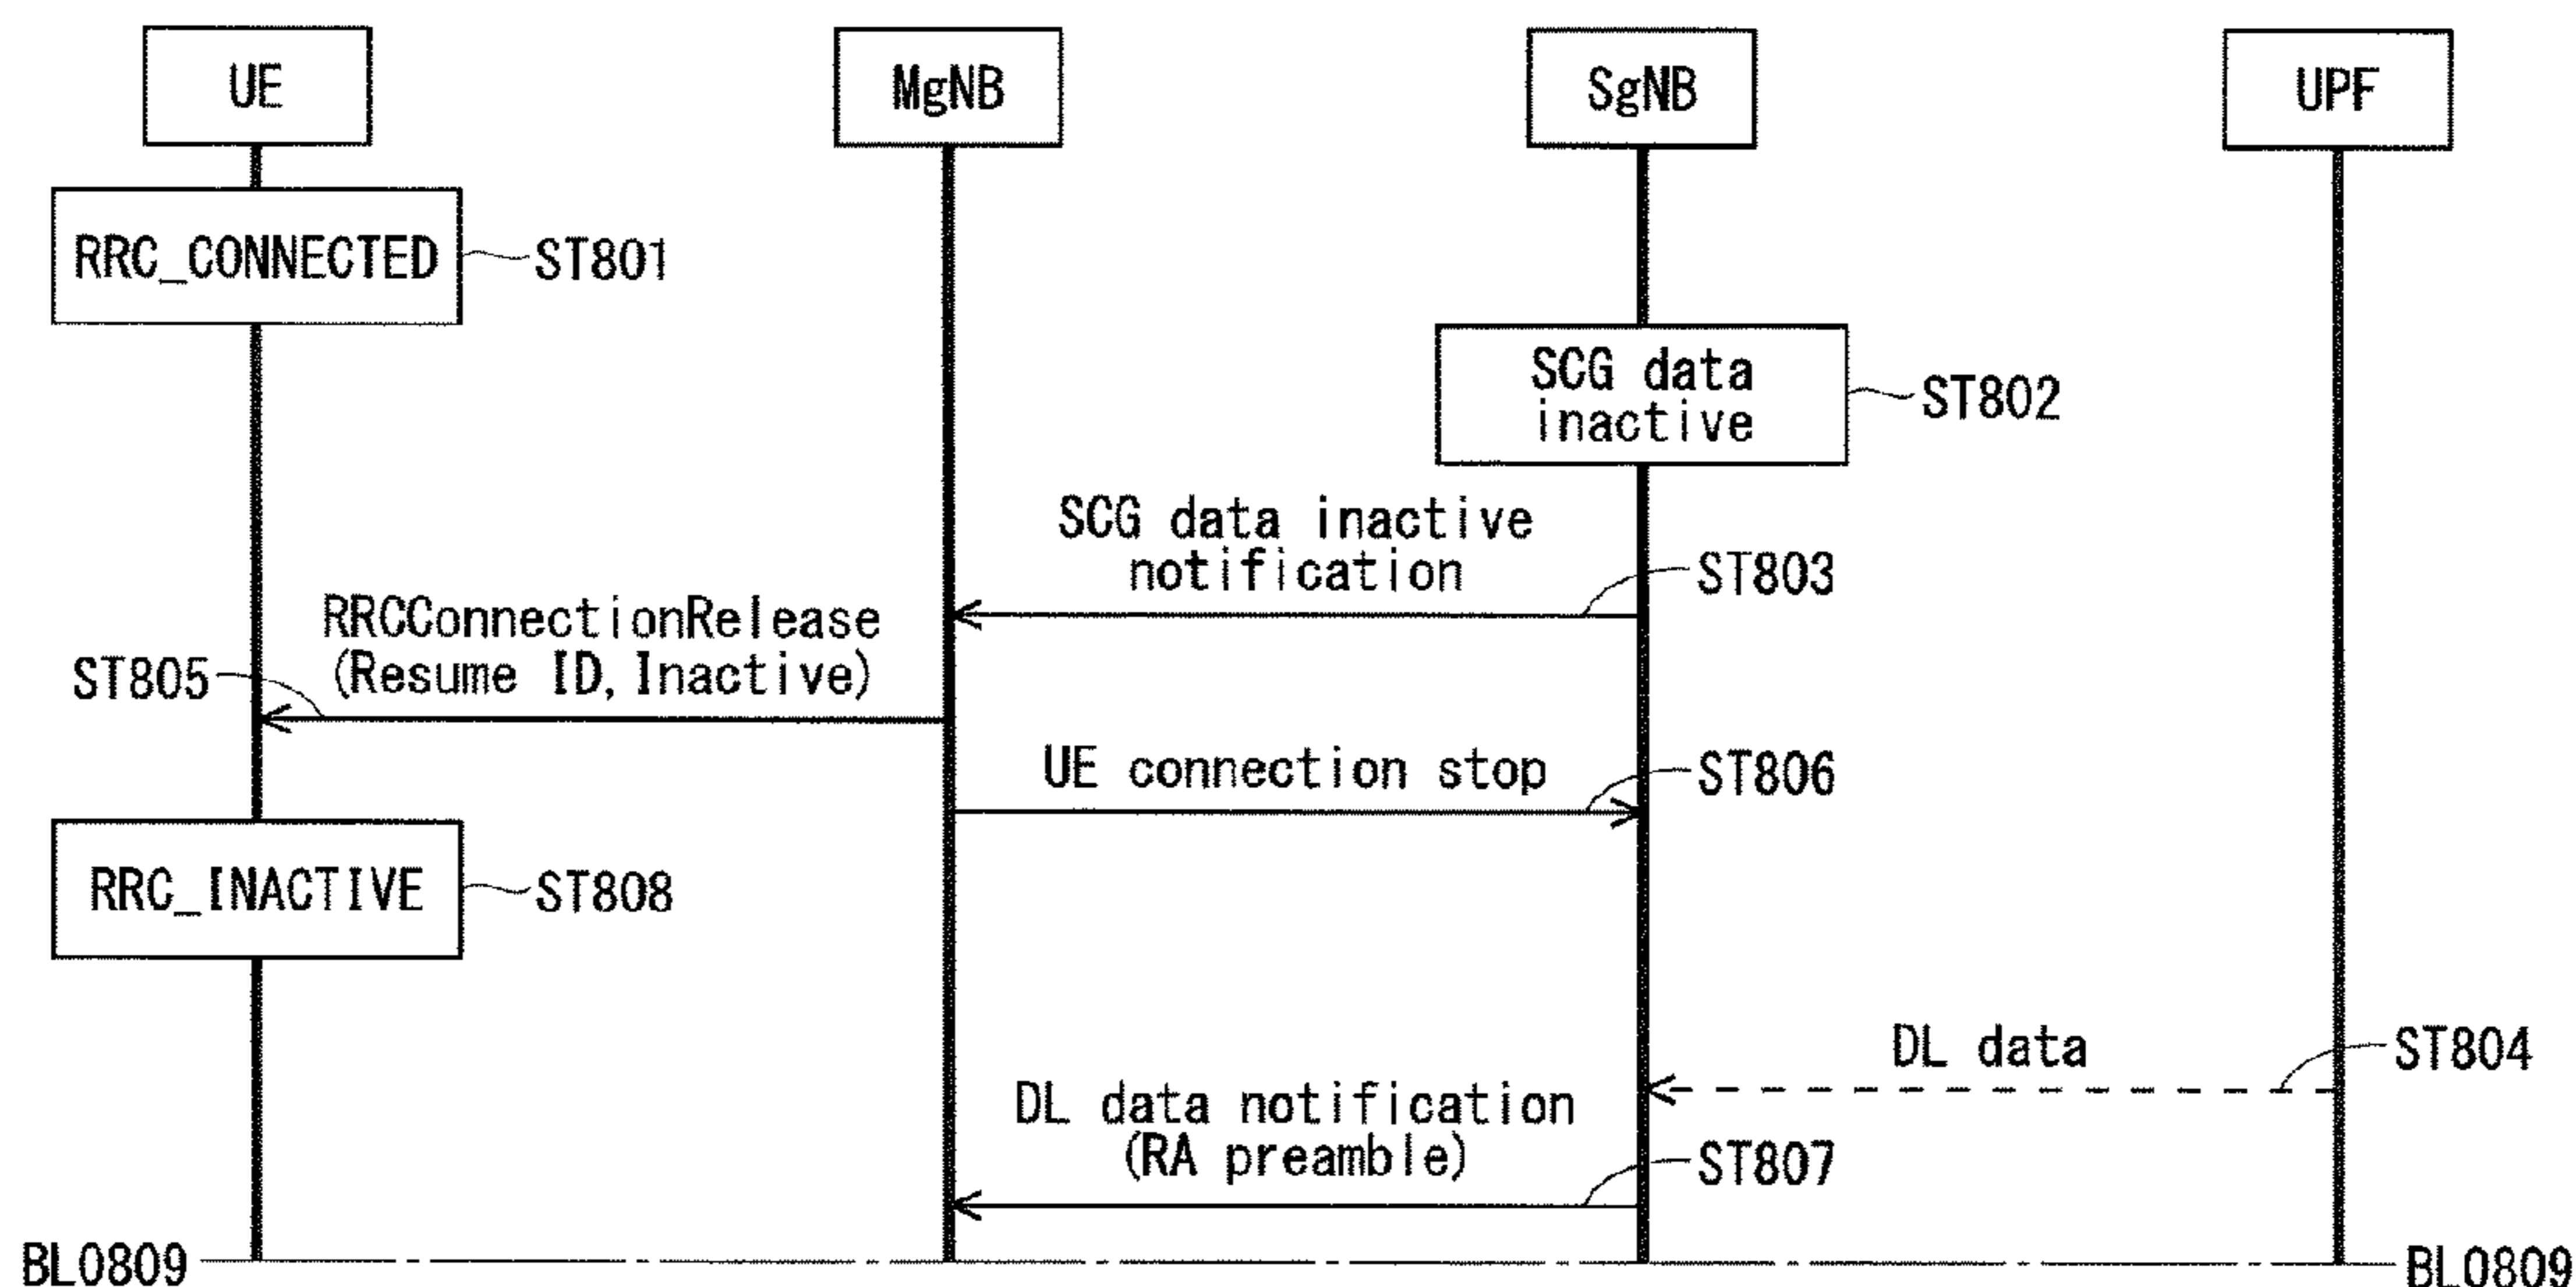 UE
MgNB
SgNB
UPF
RRC_CONNECTED
ST801
SCG data
inactive
ST802
SCG data inactive
notification
ST803
RRCConnectionRelease
(Resume ID, Inactive)
ST805
UE connection stop
ST806
RRC_INACTIVE
ST808
DL data
ST804
DL data notification
(RA preamble)
ST807
BL0809
BL0809